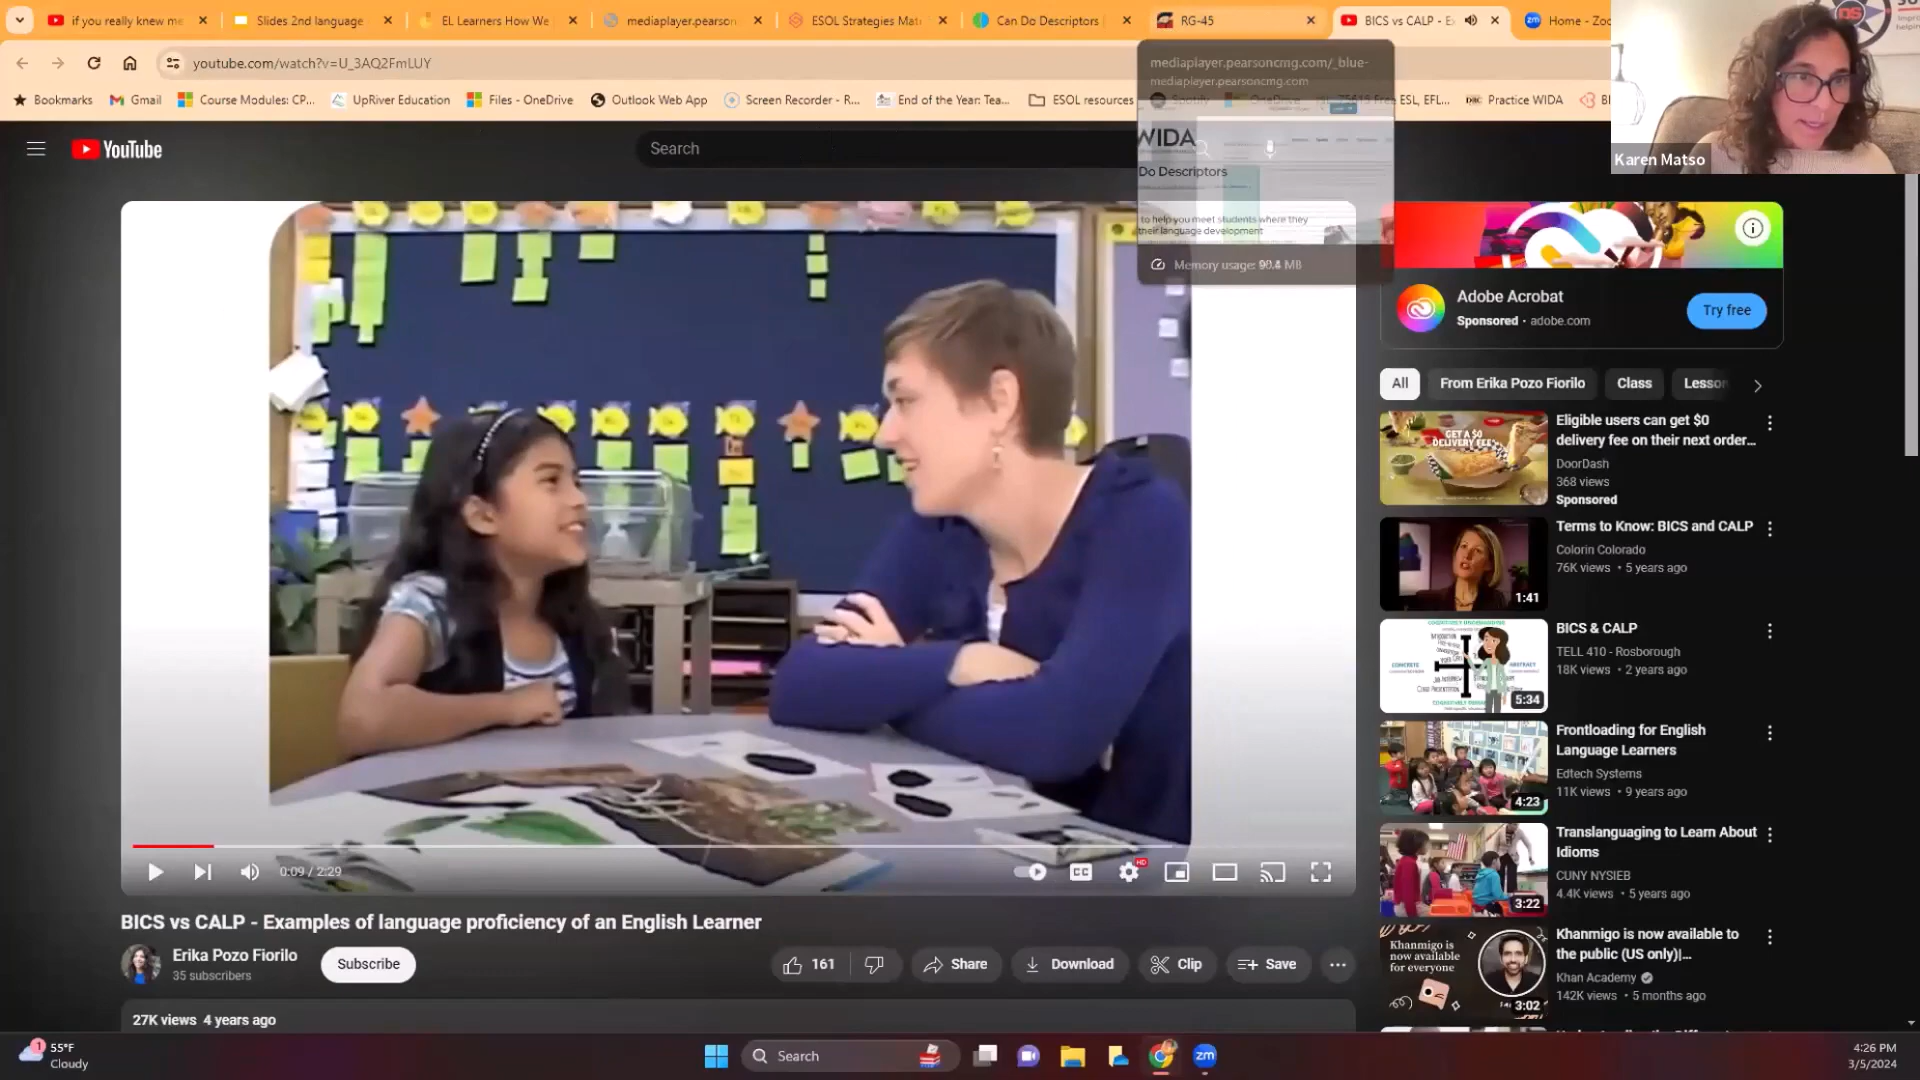 if you really knew me
Slides 2nd language
EL Learners How We
mediaplayer.pearson
ESOL Strategies Mat
Can Do Descriptors
RG-45
BICS vs CALP - E
Home - Zoo
youtube.com/watch?v=U_3AQ2FmLUY
mediaplayer.pearsoncmg.com/_blue-
mediaplayer.pearsoncmg.com
Bookmarks
Gmail
Course Modules: CP...
UpRiver Education
Files - OneDrive
Outlook Web App
Screen Recorder - R...
End of the Year: Tea...
ESOL resources
Spotify
OneDrive
ESL, EFL...
Practice WIDA
YouTube
Search
WIDA
Do Descriptors
to help you meet students where they
their language development
Memory usage: 90.4 MB
Karen Matso
Adobe Acrobat
Sponsored · adobe.com
Try free
All
From Erika Pozo Fiorilo
Class
Lesson
GET A $0
DELIVERY FEE
Eligible users can get $0
delivery fee on their next order...
DoorDash
368 views
Sponsored
Terms to Know: BICS and CALP
Colorin Colorado
76K views • 5 years ago
1:41
BICS & CALP
TELL 410 - Rosborough
18K views • 2 years ago
CONCRETE
ABSTRACT
5:34
Frontloading for English
Language Learners
Edtech Systems
11K views • 9 years ago
4:23
Translanguaging to Learn About
Idioms
CUNY NYSIEB
4.4K views • 5 years ago
3:22
Khanmigo is now available to
the public (US only)|...
Khan Academy
142K views • 5 months ago
Khanmigo is
now available
for everyone
3:02
0:09 / 2:29
CC
HD
BICS vs CALP - Examples of language proficiency of an English Learner
Erika Pozo Fiorilo
35 subscribers
Subscribe
161
Share
Download
Clip
Save
27K views 4 years ago
1
55°F
Cloudy
Search
zm
4:26 PM
3/5/2024